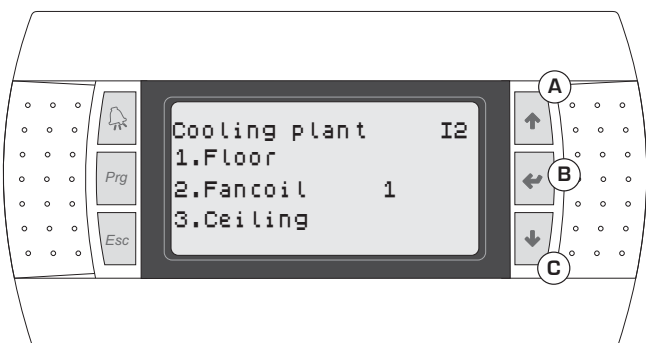 A
Cooling plant I2
1.Floor
Prg
2.Fancoil 1
B
3.Ceiling
Esc
C